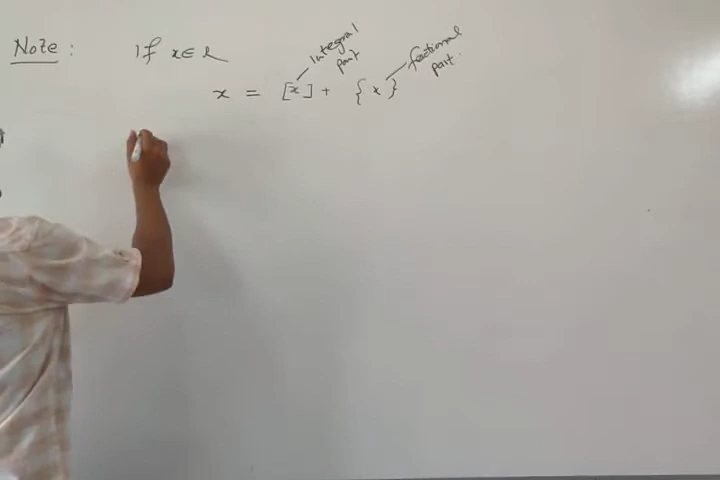 Note : If x ∈ R
x = [x] + {x}
integral part
fractional part.